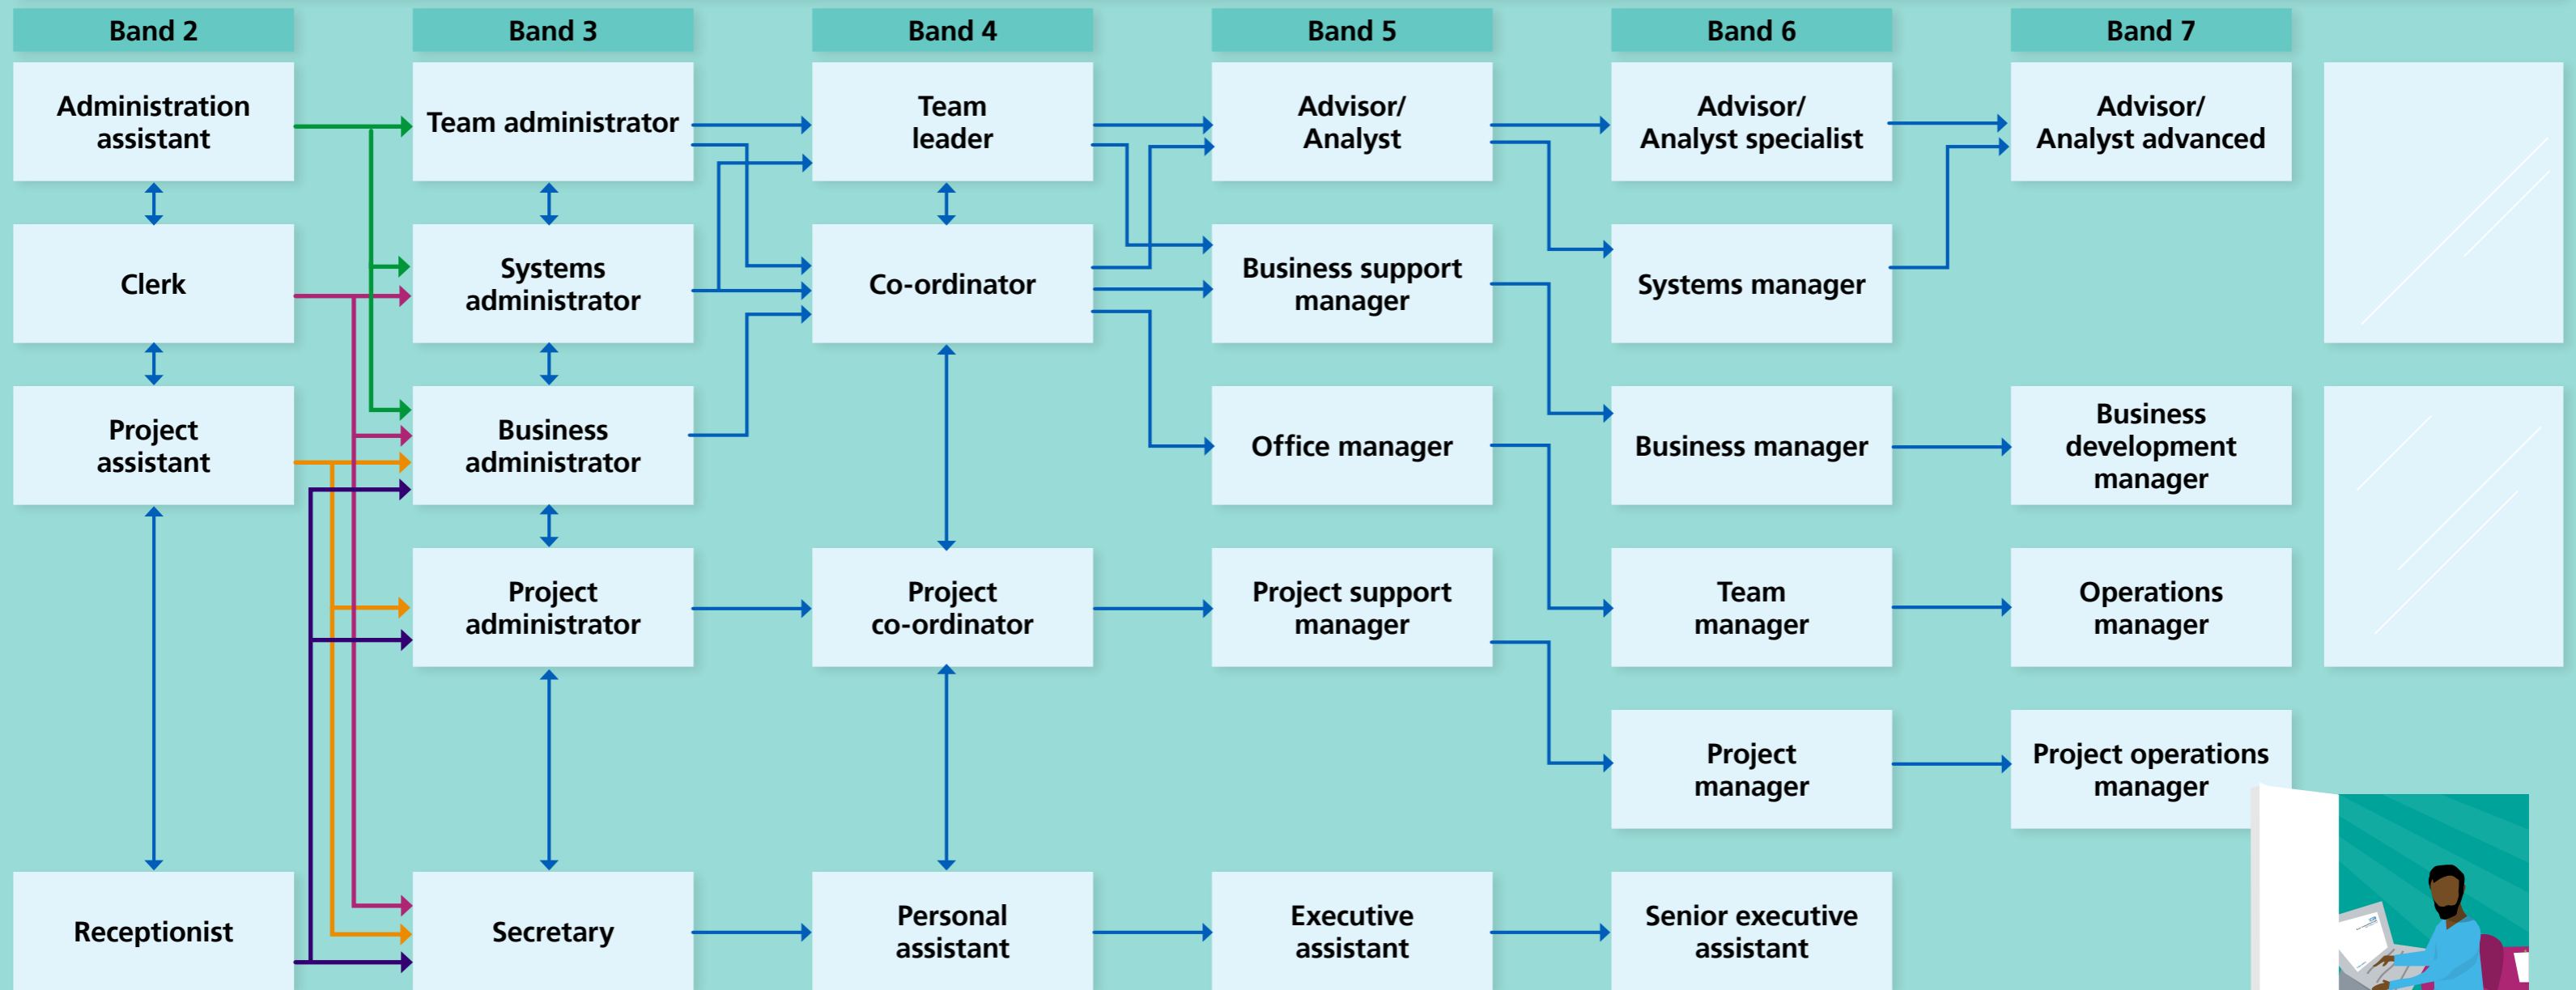 Band 2
Band 3
Band 4
Band 5
Band 6
Band 7
Administration
assistant
Team administrator
Team
leader
Advisor/
Analyst
Advisor/
Analyst specialist
Advisor/
Analyst advanced
Clerk
Systems
administrator
Co-ordinator
Business support
manager
Systems manager
Project
assistant
Business
administrator
Office manager
Business manager
Business
development
manager
Project
administrator
Project
co-ordinator
Project support
manager
Team
manager
Operations
manager
Project
manager
Project operations
manager
Receptionist
Secretary
Personal
assistant
Executive
assistant
Senior executive
assistant